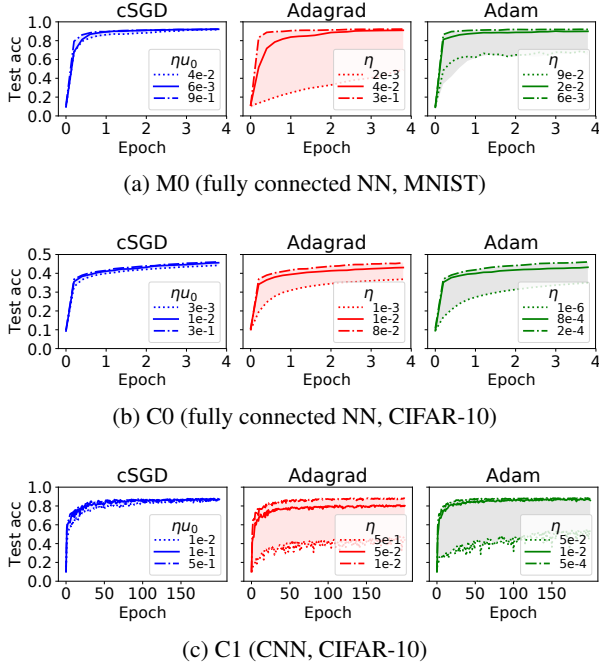 cSGD Adagrad Adam
Test acc
1.0
0.8
0.6
0.4
0.2
0.0
ηu₀
4e-2
6e-3
9e-1
η
2e-3
4e-2
3e-1
η
9e-2
2e-2
6e-3
0 1 2 3 4 0 1 2 3 4 0 1 2 3 4
Epoch Epoch Epoch
(a) M0 (fully connected NN, MNIST)
cSGD Adagrad Adam
Test acc
0.5
0.4
0.3
0.2
0.1
0.0
ηu₀
3e-3
1e-2
3e-1
η
1e-3
1e-2
8e-2
η
1e-6
8e-4
2e-4
0 1 2 3 4 0 1 2 3 4 0 1 2 3 4
Epoch Epoch Epoch
(b) C0 (fully connected NN, CIFAR-10)
cSGD Adagrad Adam
Test acc
1.0
0.8
0.6
0.4
0.2
0.0
ηu₀
1e-2
1e-1
5e-1
η
5e-1
5e-2
1e-2
η
5e-2
1e-2
5e-4
0 50 100 150 0 50 100 150 0 50 100 150
Epoch Epoch Epoch
(c) C1 (CNN, CIFAR-10)